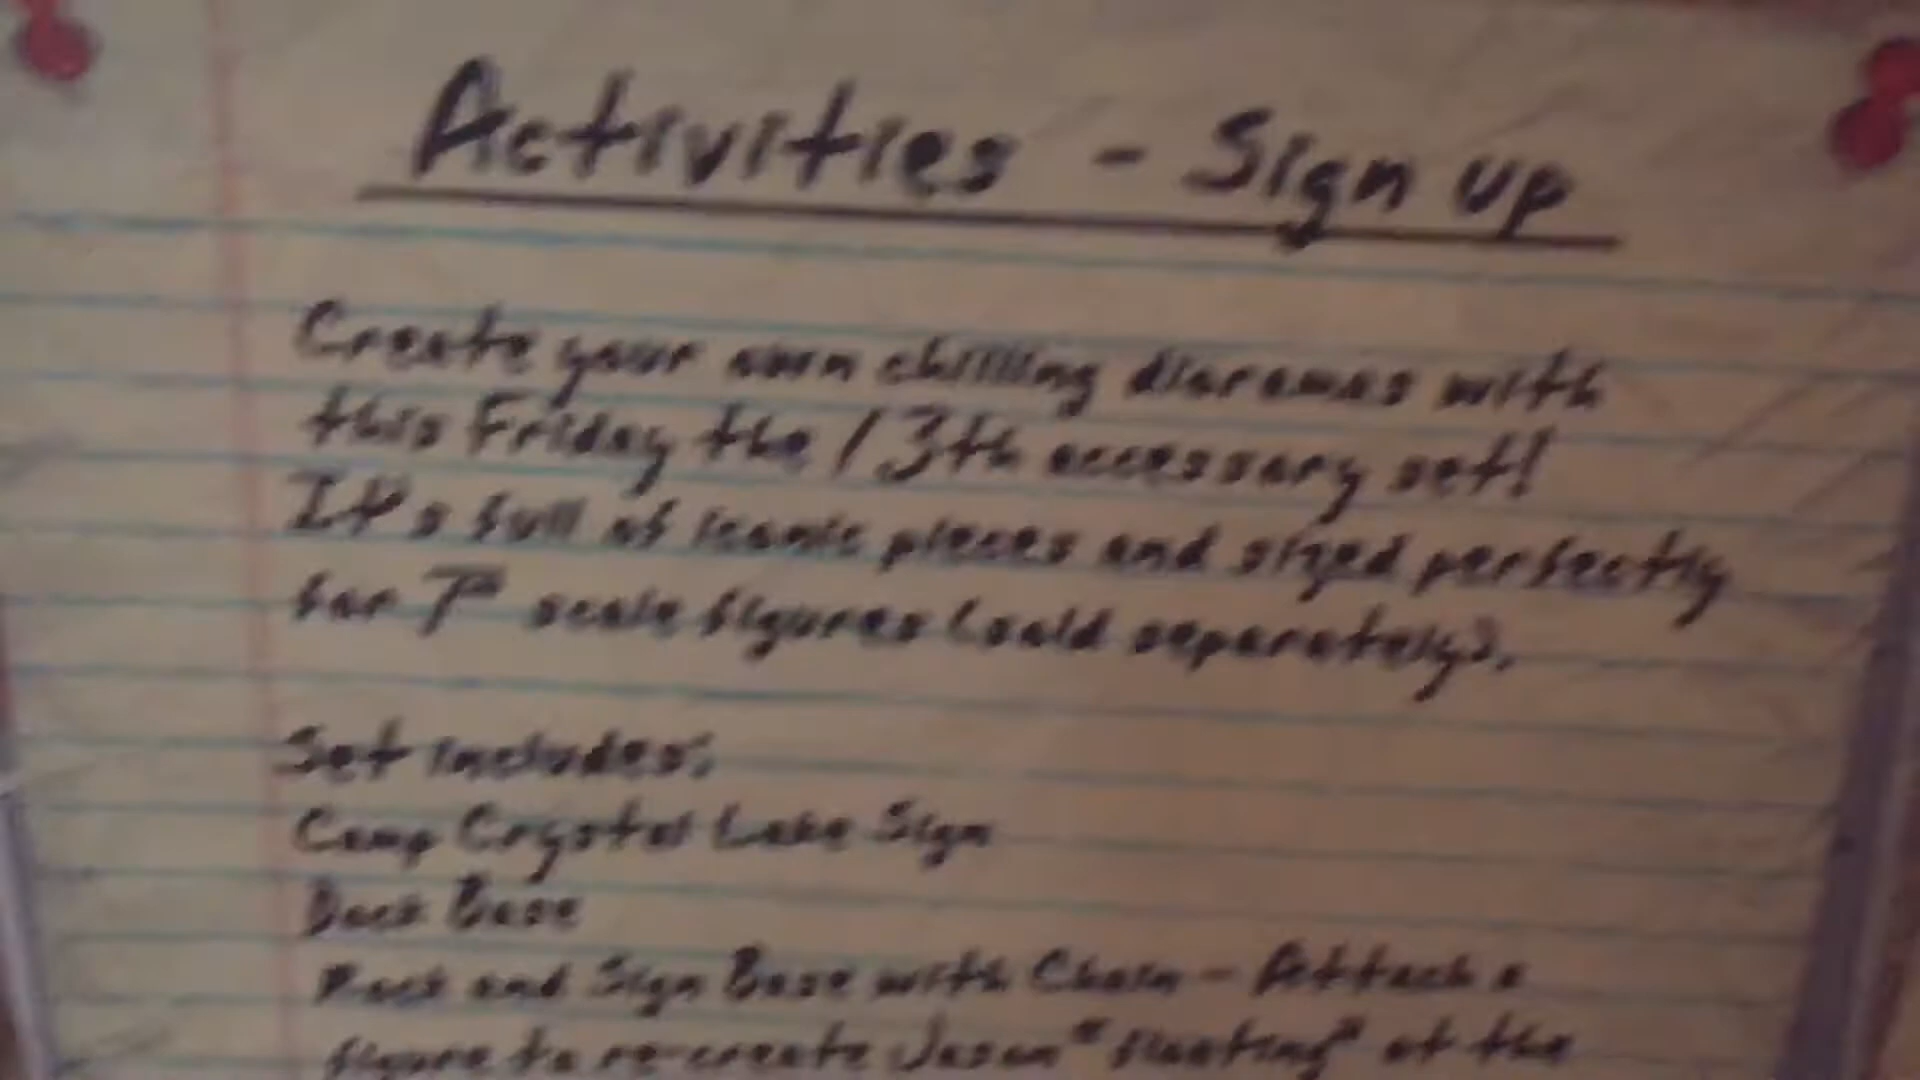 Activities - Sign up
Create your own chilling dioramas with
this Friday the 13th accessory set!
It's full of iconic pieces and sized perfectly
for 7" scale figures (sold separately).
Set includes:
Camp Crystal Lake Sign
Dock Base
Rock and Sign Base with Chain - Attach a
figure to re-create Jason "floating" at the